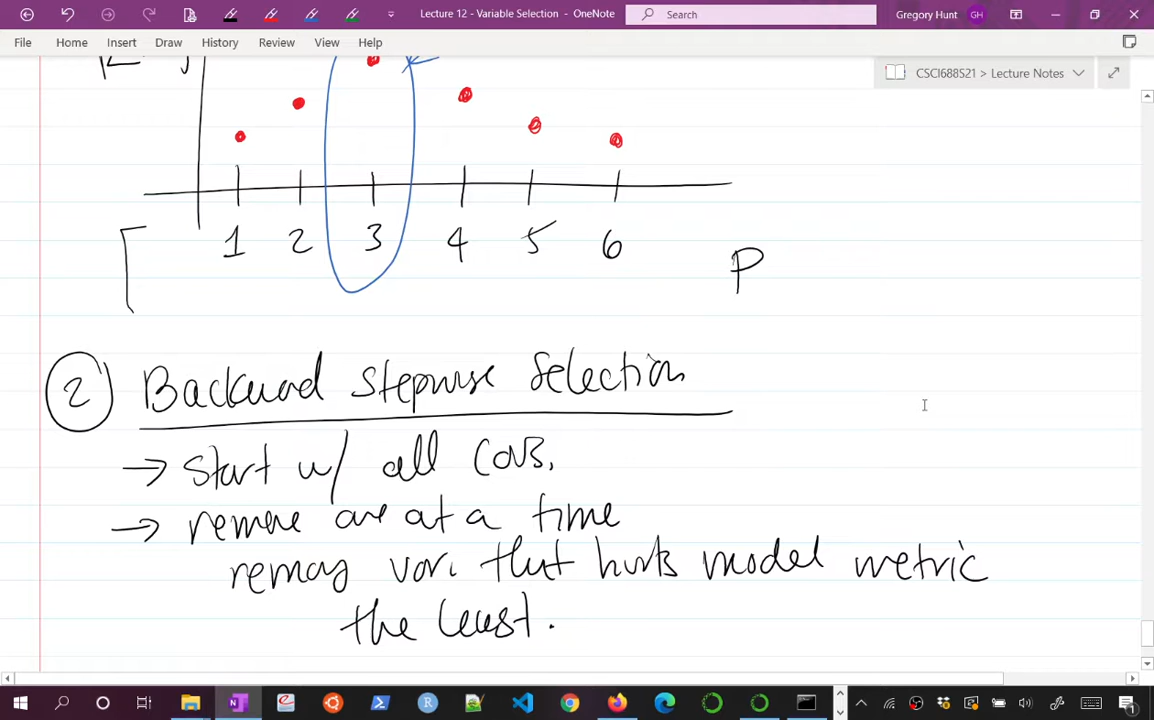 Lecture 12 - Variable Selection - OneNote
Search
Gregory Hunt GH
File Home Insert Draw History Review View Help
CSCI688S21 > Lecture Notes
1 2 3 4 5 6
P
2 Backward Stepwise Selection
→ Start w/ all Covs.
→ remove one at a time
removing var. that hurts model metric
the least.